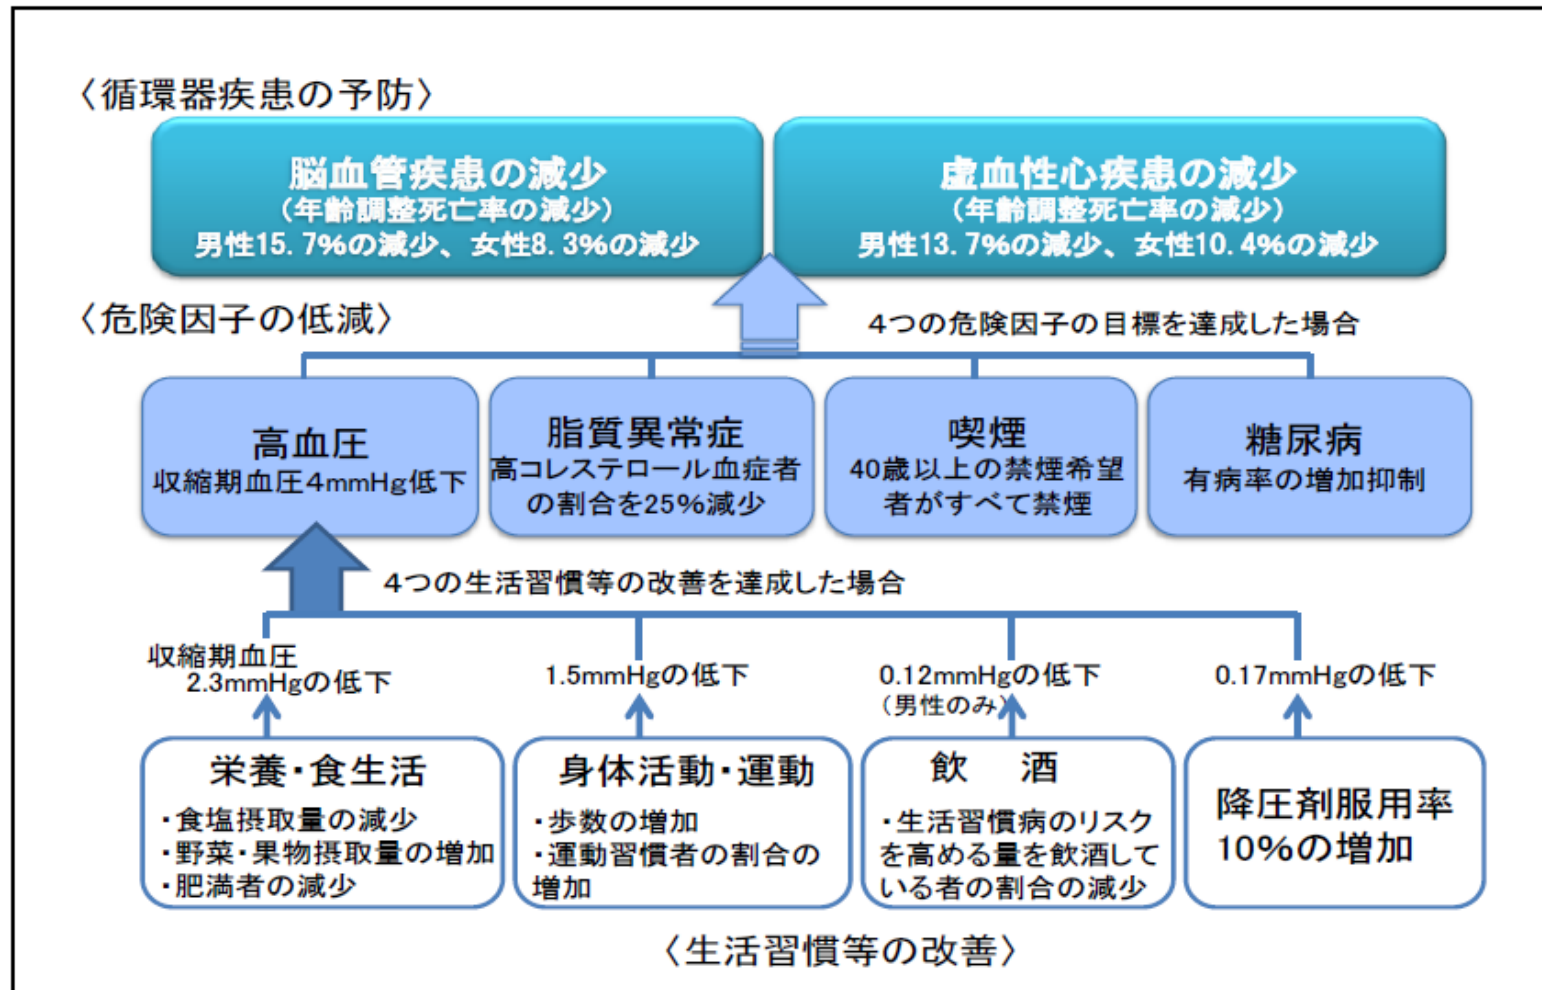 〈循環器疾患の予防〉
脳血管疾患の減少
(年齢調整死亡率の減少)
男性15.7%の減少、女性8.3%の減少
虚血性心疾患の減少
(年齢調整死亡率の減少)
男性13.7%の減少、女性10.4%の減少
〈危険因子の低減〉
4つの危険因子の目標を達成した場合
高血圧
収縮期血圧4mmHg低下
脂質異常症
高コレステロール血症者
の割合を25%減少
喫煙
40歳以上の禁煙希望
者がすべて禁煙
糖尿病
有病率の増加抑制
4つの生活習慣等の改善を達成した場合
収縮期血圧
2.3mmHgの低下
1.5mmHgの低下
0.12mmHgの低下
(男性のみ)
0.17mmHgの低下
栄養・食生活
・食塩摂取量の減少
・野菜・果物摂取量の増加
・肥満者の減少
身体活動・運動
・歩数の増加
・運動習慣者の割合の
増加
飲 酒
・生活習慣病のリスク
を高める量を飲酒して
いる者の割合の減少
降圧剤服用率
10%の増加
〈生活習慣等の改善〉